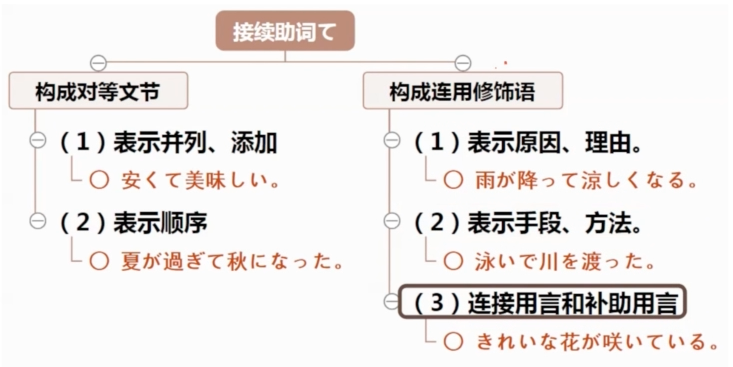 接续助词て
构成对等文节
（1）表示并列、添加
〇 安くて美味しい。
（2）表示顺序
〇 夏が過ぎて秋になった。
构成连用修饰语
（1）表示原因、理由。
〇 雨が降って涼しくなる。
（2）表示手段、方法。
〇 泳いで川を渡った。
（3）连接用言和补助用言
〇 きれいな花が咲いている。